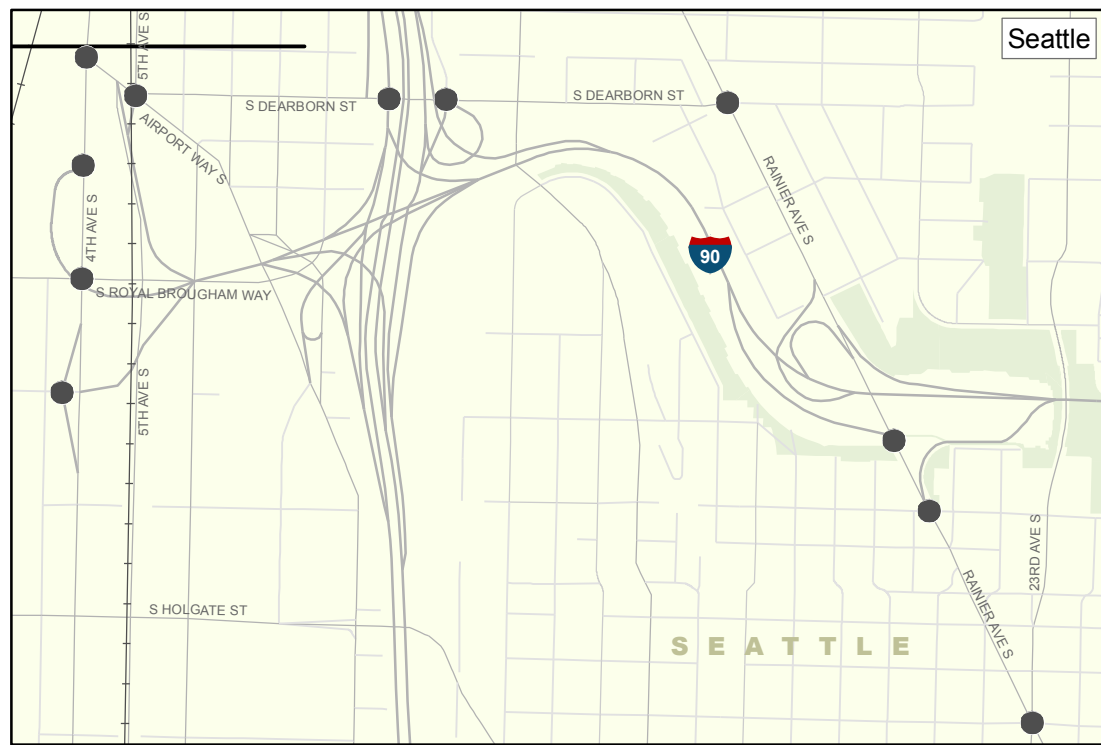 Seattle
5TH AVE S
S DEARBORN ST
S DEARBORN ST
AIRPORT WAY S
RAINIER AVE S
4TH AVE S
90
S ROYAL BROUGHAM WAY
5TH AVE S
23RD AVE S
S HOLGATE ST
RAINIER AVE S
SEATTLE